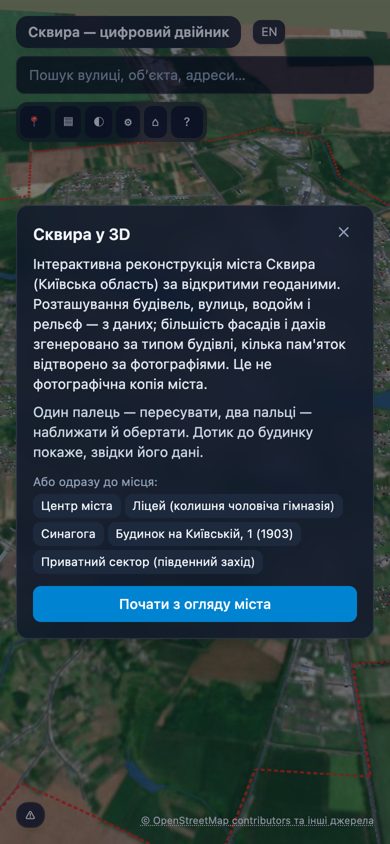 Сквира — цифровий двійник
EN
Пошук вулиці, об'єкта, адреси...
?
Сквира у 3D
Інтерактивна реконструкція міста Сквира
(Київська область) за відкритими геоданими.
Розташування будівель, вулиць, водойм і
рельєф — з даних; більшість фасадів і дахів
згенеровано за типом будівлі, кілька пам'яток
відтворено за фотографіями. Це не
фотографічна копія міста.
Один палець — пересувати, два пальці —
наближати й обертати. Дотик до будинку
покаже, звідки його дані.
Або одразу до місця:
Центр міста
Ліцей (колишня чоловіча гімназія)
Синагога
Будинок на Київській, 1 (1903)
Приватний сектор (південний захід)
Почати з огляду міста
© OpenStreetMap contributors та інші джерела